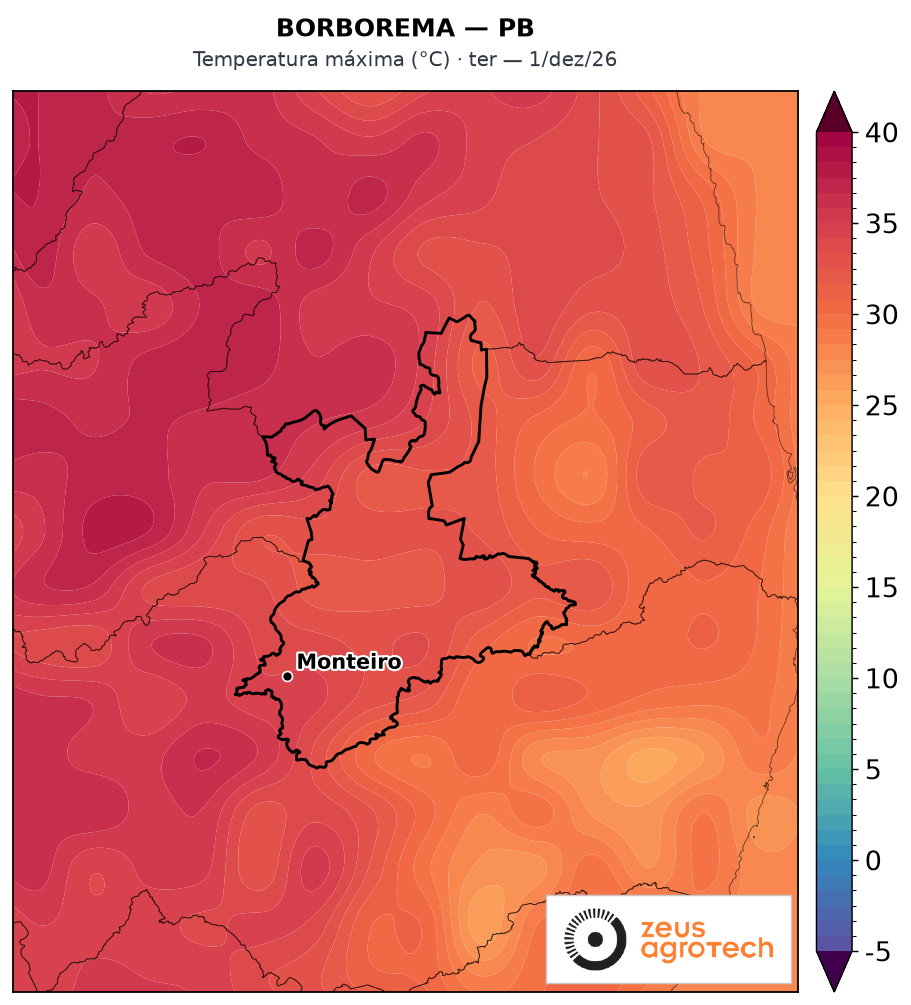 BORBOREMA — PB
Temperatura máxima (°C) · ter — 1/dez/26
40
35
30
25
20
15
10
5
0
-5
Monteiro
zeus
agrotech